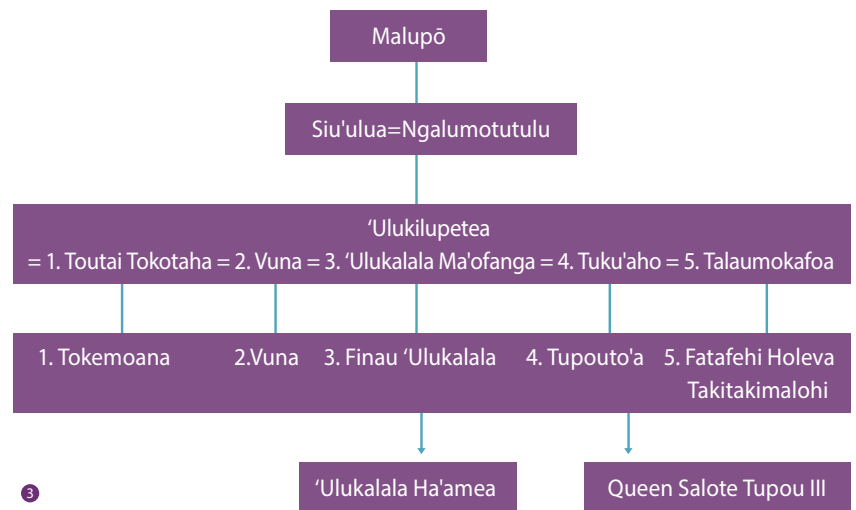 Malupō
Siu'ulua=Ngalumotutulu
‘Ulukilupetea
= 1. Toutai Tokotaha = 2. Vuna = 3. ‘Ulukalala Ma'ofanga = 4. Tuku'aho = 5. Talaumokafoa
1. Tokemoana 2.Vuna 3. Finau ‘Ulukalala 4. Tupouto'a 5. Fatafehi Holeva
Takitakimalohi
‘Ulukalala Ha'amea Queen Salote Tupou III
3